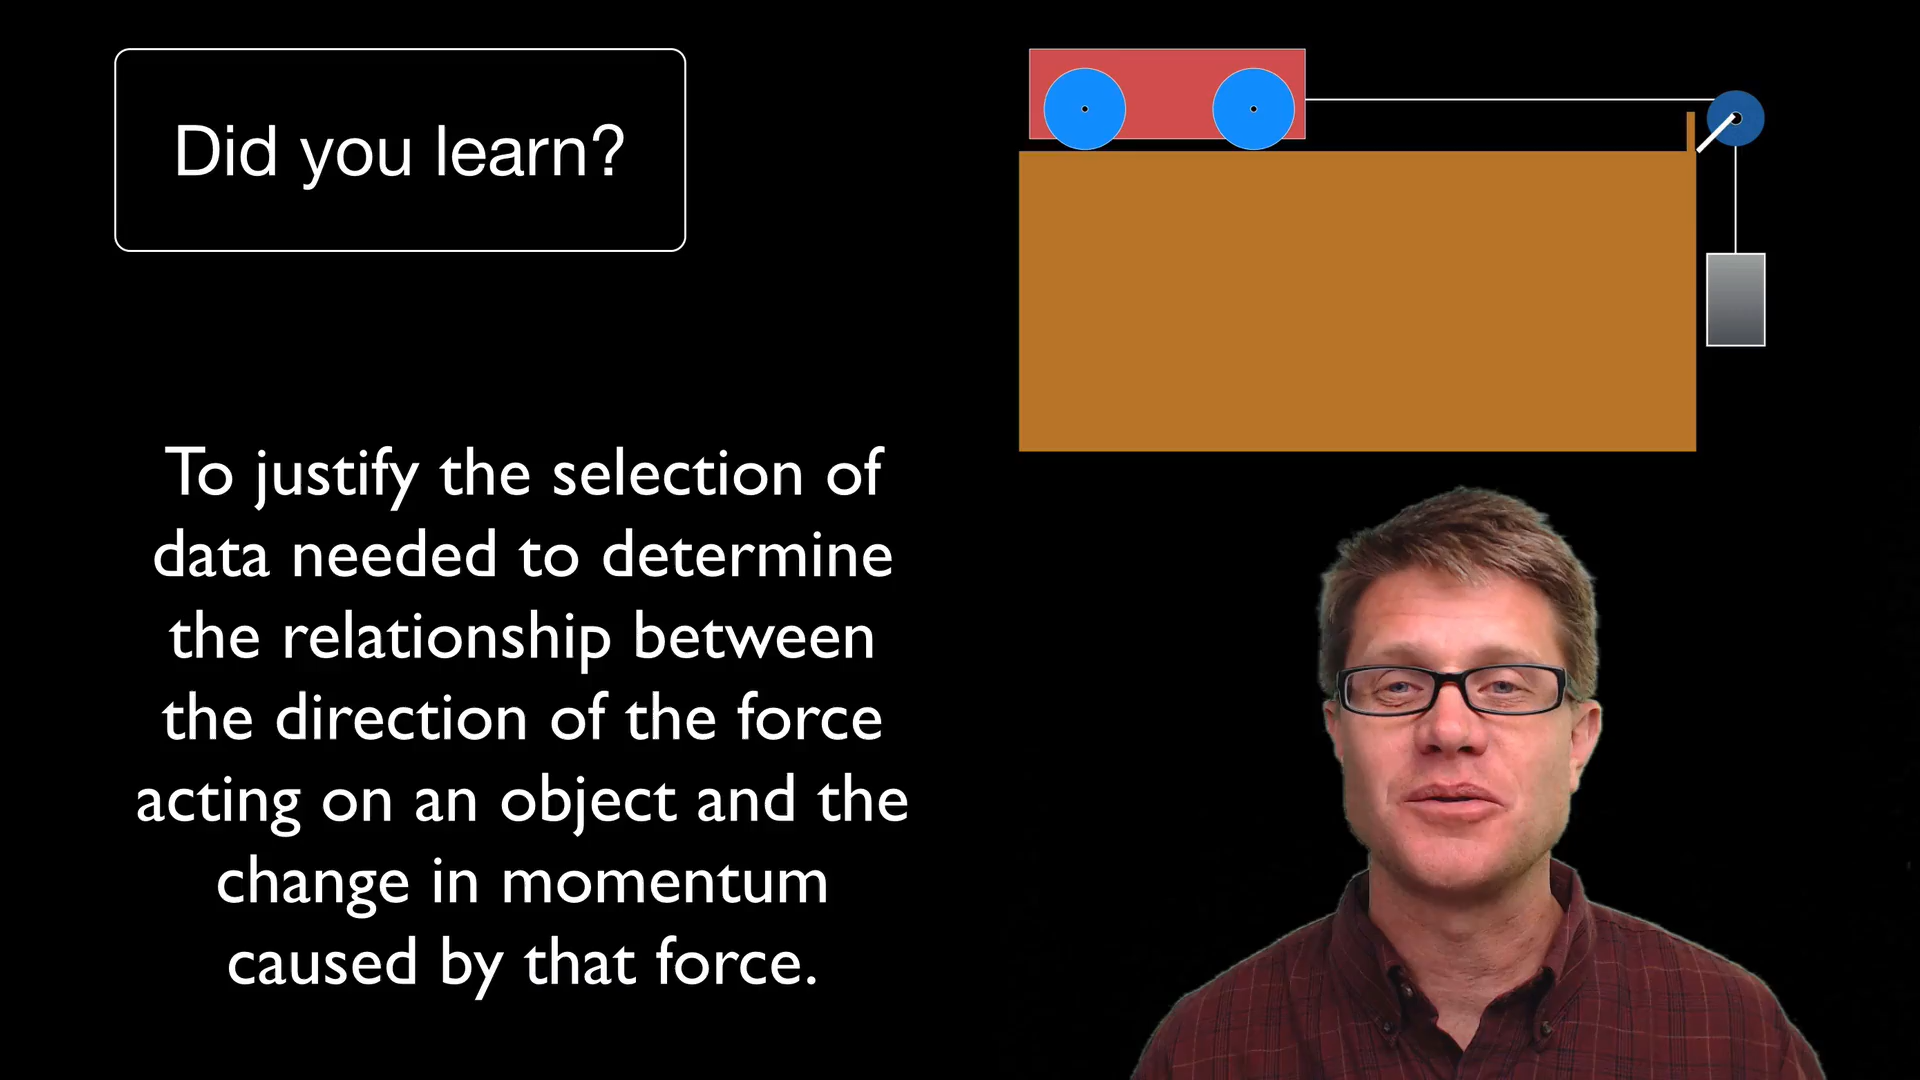 Did you learn?
To justify the selection of
data needed to determine
the relationship between
the direction of the force
acting on an object and the
change in momentum
caused by that force.